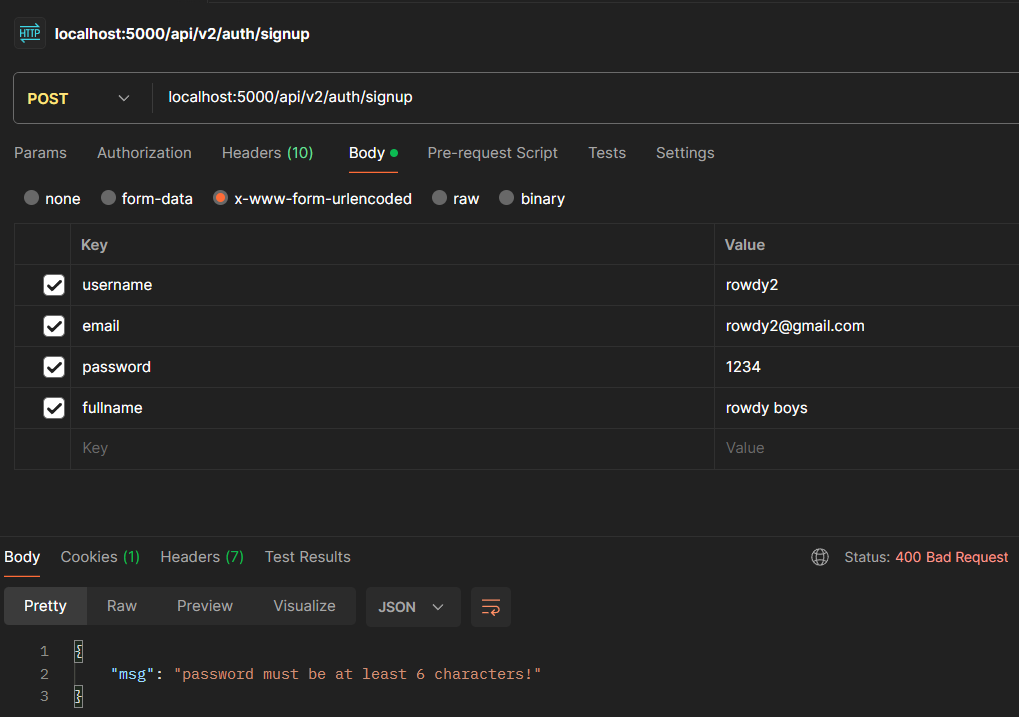 HTTP localhost:5000/api/v2/auth/signup
POST localhost:5000/api/v2/auth/signup
Params Authorization Headers (10) Body Pre-request Script Tests Settings
none form-data x-www-form-urlencoded raw binary
Key Value
username rowdy2
email rowdy2@gmail.com
password 1234
fullname rowdy boys
Key Value
Body Cookies (1) Headers (7) Test Results Status: 400 Bad Request
Pretty Raw Preview Visualize JSON
1 {
2 "msg": "password must be at least 6 characters!"
3 }